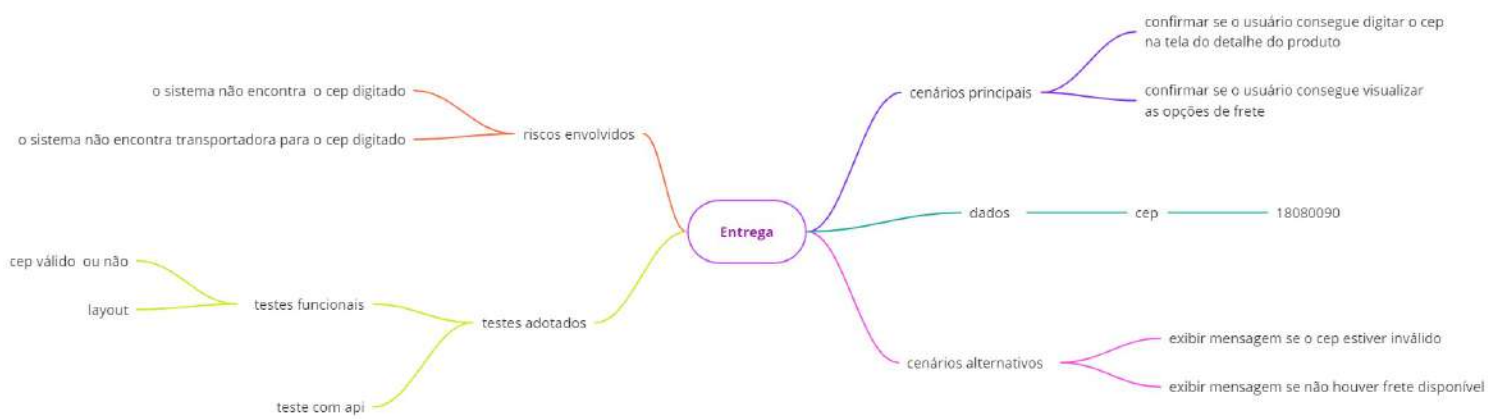 confirmar se o usuário consegue digitar o cep
na tela do detalhe do produto
cenários principais
confirmar se o usuário consegue visualizar
as opções de frete
o sistema não encontra o cep digitado
o sistema não encontra transportadora para o cep digitado
riscos envolvidos
Entrega
dados
cep
18080090
cep válido ou não
layout
testes funcionais
testes adotados
teste com api
cenários alternativos
exibir mensagem se o cep estiver inválido
exibir mensagem se não houver frete disponível